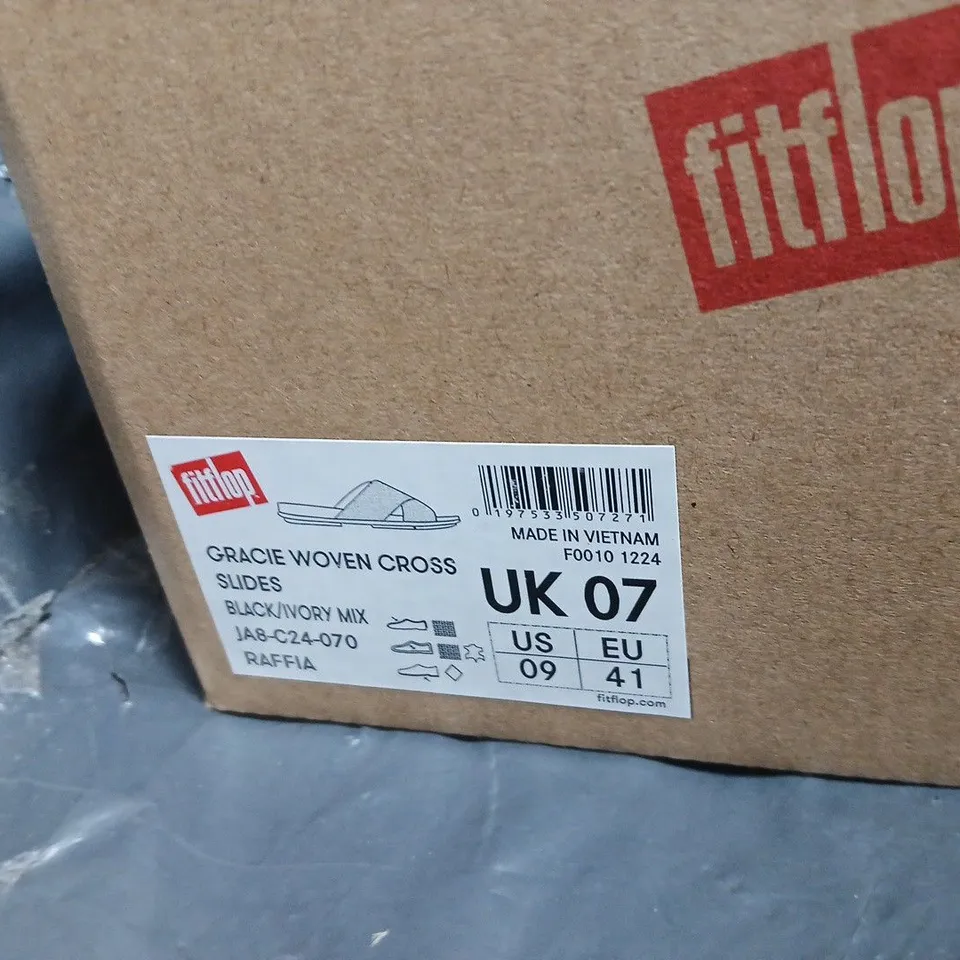 fitflop
fitflop
GRACIE WOVEN CROSS
SLIDES
BLACK/IVORY MIX
JA8-C24-070
RAFFIA
0 197533 507271
MADE IN VIETNAM
F0010 1224
UK 07
US EU
09 41
fitflop.com